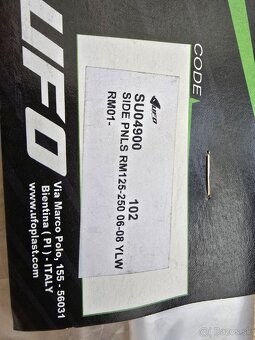 UFO
CODE
UFO
SU04900 102
SIDE PNLS RM125-250 06-08 YLW
RM01-
Via Marco Polo, 155 - 56031
Bientina ( PI ) - ITALY
www.ufoplast.com